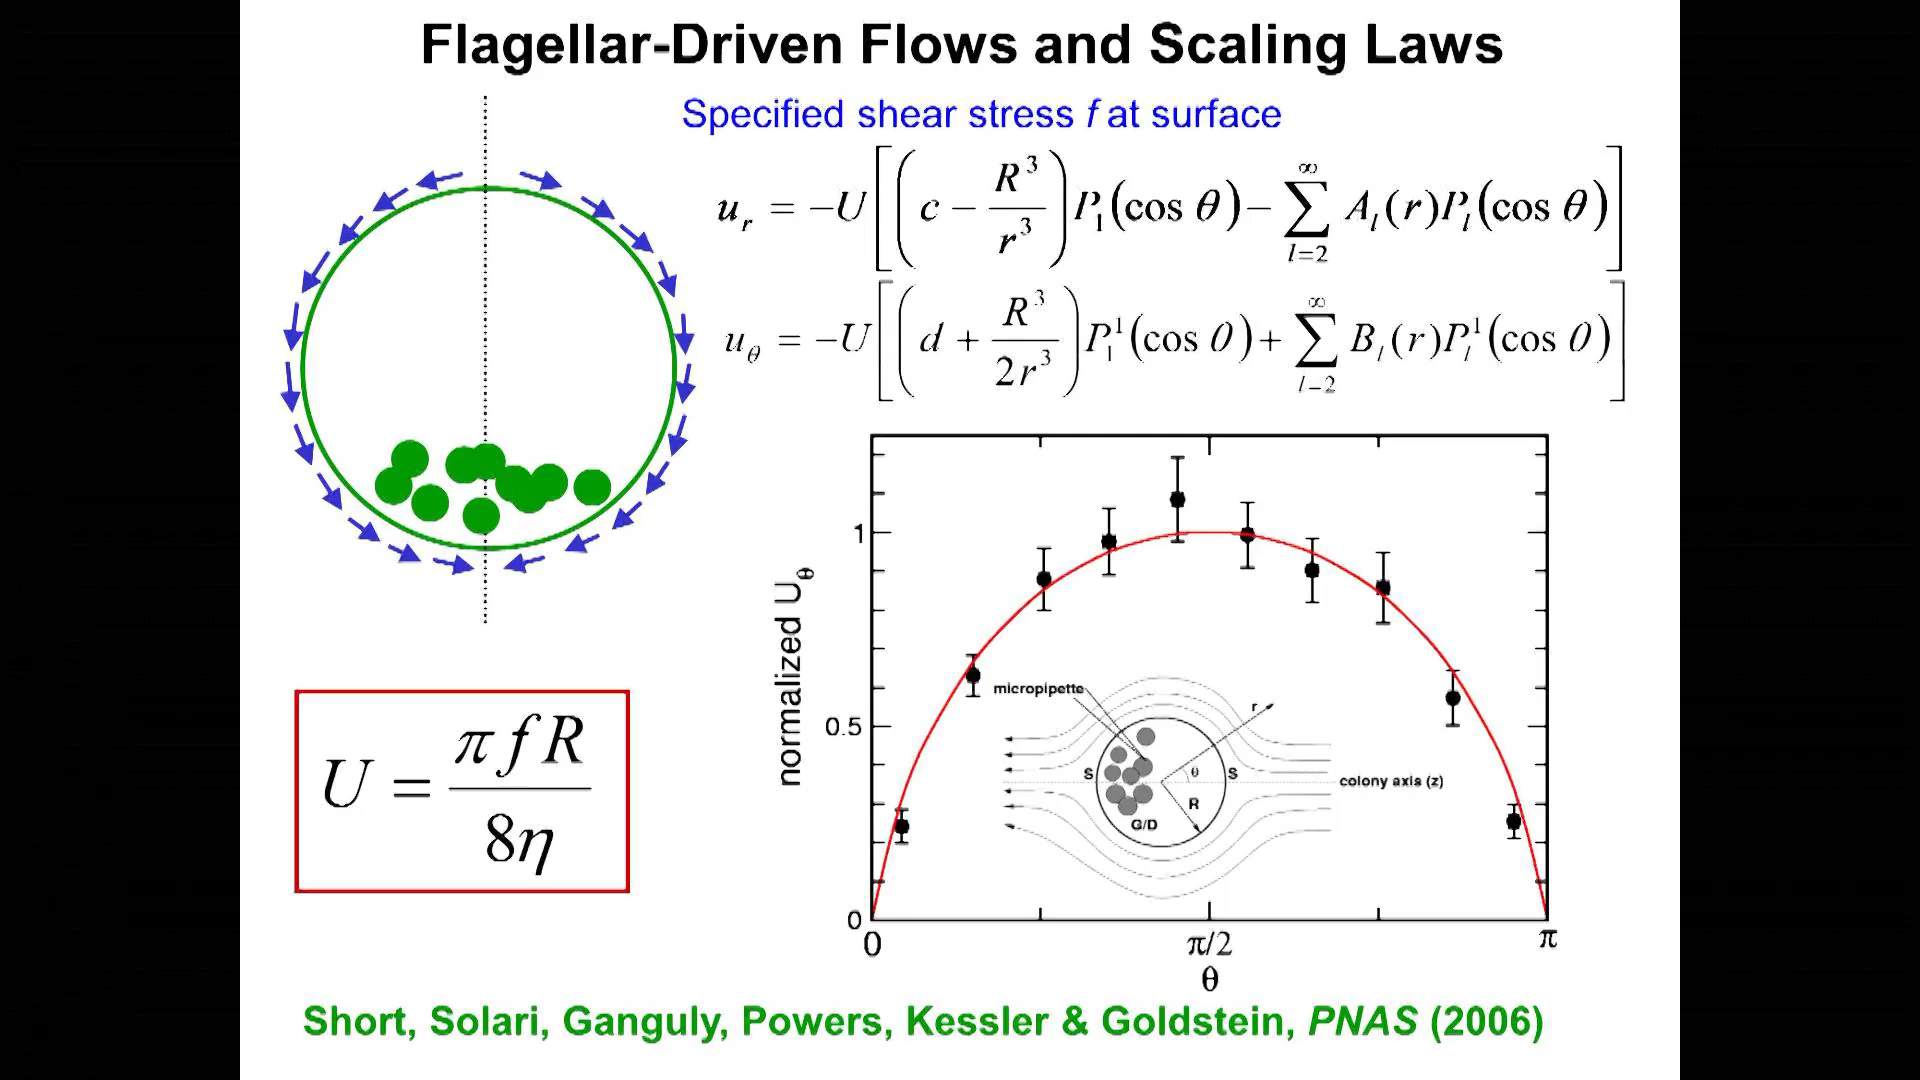 Flagellar-Driven Flows and Scaling Laws
Specified shear stress f at surface
u_r = −U[(c − R³/r³)P₁(cos θ) − ∑_{l=2}^{∞} A_l(r)P_l(cos θ)]
u_θ = −U[(d + R³/2r³)P₁¹(cos θ) + ∑_{l=2}^{∞} B_l(r)P_l¹(cos θ)]
U = πfR/8η
normalized U_θ
1
0.5
0
0
π/2
π
θ
micropipette
r
S
θ
S
colony axis (z)
R
G/D
Short, Solari, Ganguly, Powers, Kessler & Goldstein, PNAS (2006)